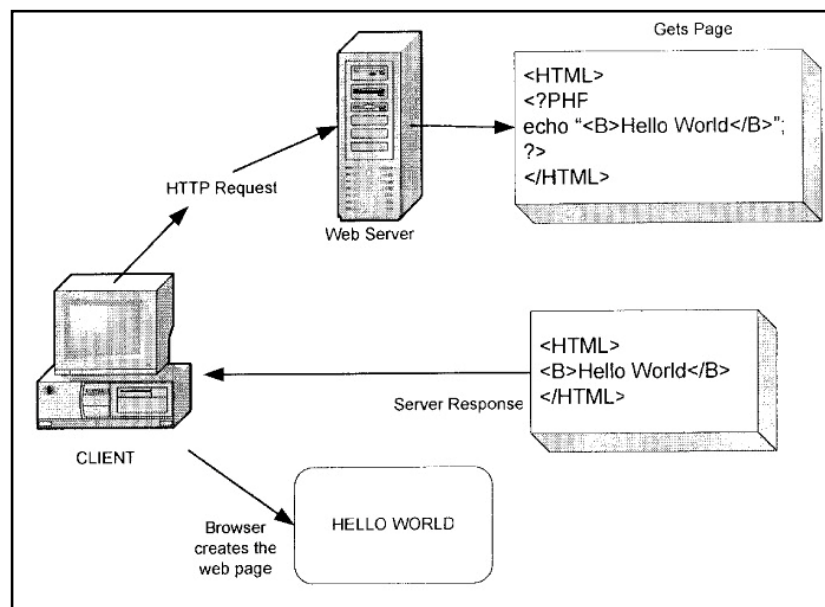 Gets Page
<HTML>
<?PHF
echo “<B>Hello World</B>”;
?>
</HTML>
HTTP Request
Web Server
<HTML>
<B>Hello World</B>
</HTML>
Server Response
CLIENT
HELLO WORLD
Browser
creates the
web page